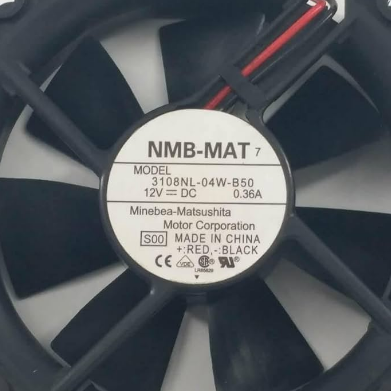 NMB-MAT 7
MODEL
3108NL-04W-B50
12V ⎓ DC 0.36A
Minebea-Matsushita
Motor Corporation
S00 MADE IN CHINA
+:RED,-:BLACK
CE